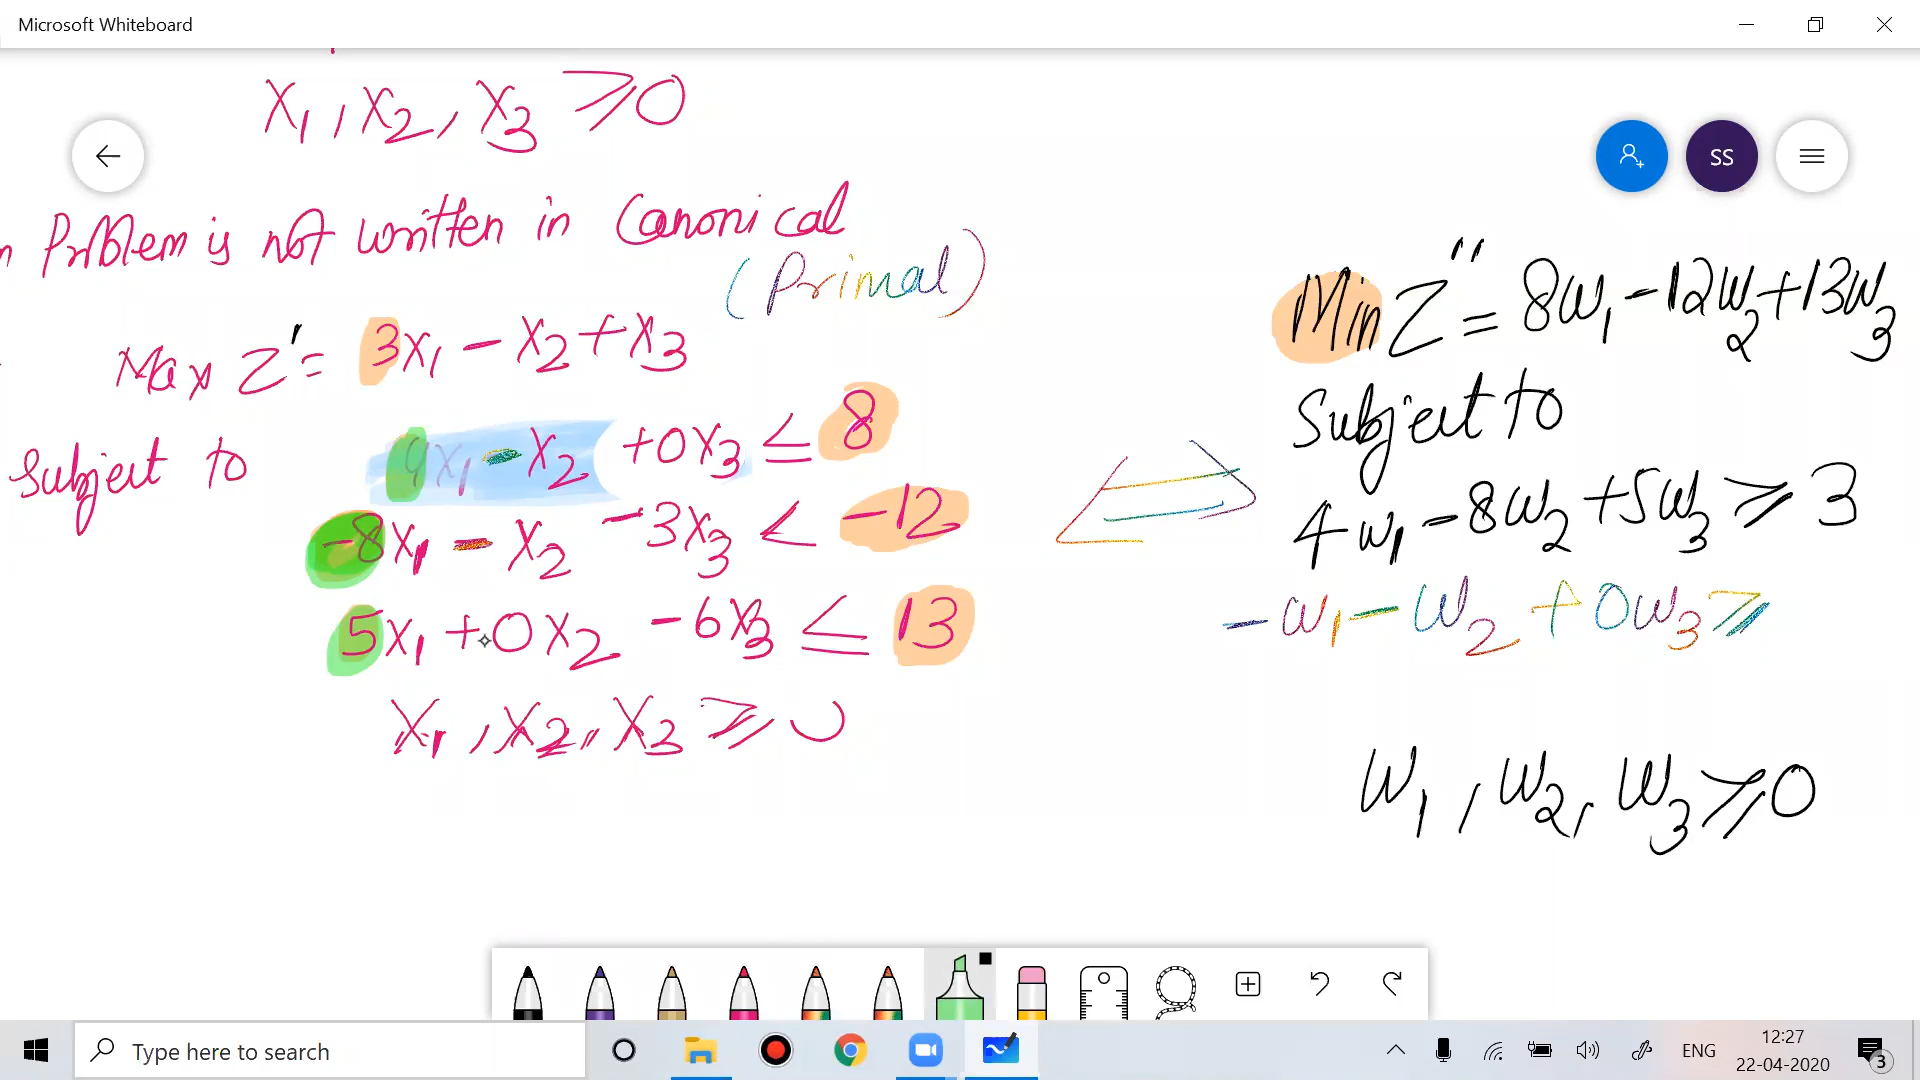 Microsoft Whiteboard
x₁, x₂, x₃ ≥ 0
SS
Problem is not written in Canonical
(Primal)
Max Z' = 3x₁ - x₂ + x₃
Subject to
x₁ - x₂ + 0x₃ ≤ 8
-8x₁ - x₂ - 3x₃ < -12
5x₁ + 0x₂ - 6x₃ ≤ 13
x₁, x₂, x₃ ≥ 0
Min Z'' = 8w₁ - 12w₂ + 13w₃
Subject to
4w₁ - 8w₂ + 5w₃ ≥ 3
-w₁ - w₂ + 0w₃ ≥
w₁, w₂, w₃ ≥ 0
Type here to search
ENG
12:27
22-04-2020
3